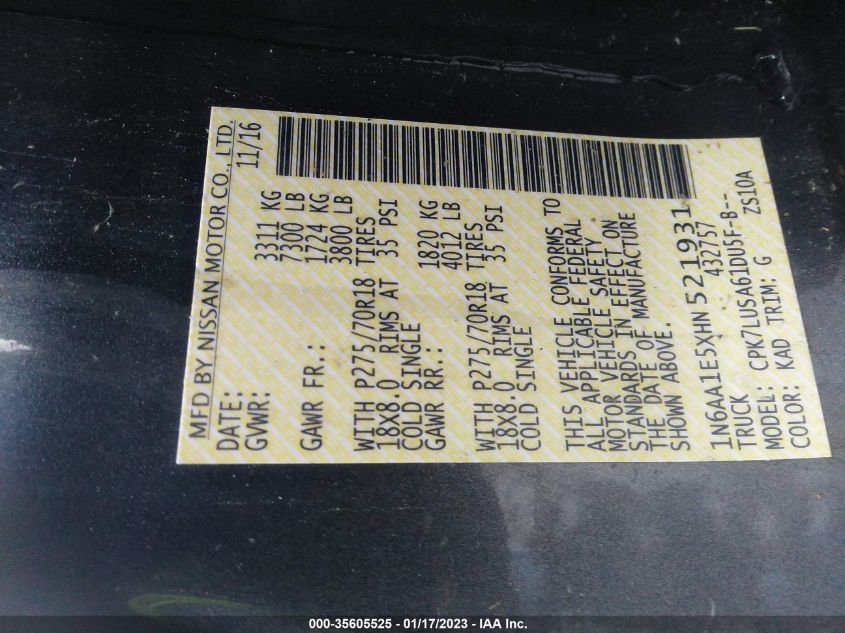 MFD BY NISSAN MOTOR CO., LTD.
DATE: 11/16
GVWR: 3311 KG
7300 LB
GAWR FR.: 1724 KG
3800 LB
WITH P275/70R18 TIRES
18X8.0 RIMS AT 35 PSI
COLD SINGLE
GAWR RR.: 1820 KG
4012 LB
WITH P275/70R18 TIRES
18X8.0 RIMS AT 35 PSI
COLD SINGLE
THIS VEHICLE CONFORMS TO
ALL APPLICABLE FEDERAL
MOTOR VEHICLE SAFETY
STANDARDS IN EFFECT ON
THE DATE OF MANUFACTURE
SHOWN ABOVE.
1N6AA1E5XHN521931
TRUCK 432757
MODEL: CPK7LUSA61DU5F-B--
COLOR: KAD TRIM: G ZS10A
000-35605525 - 01/17/2023 - IAA Inc.